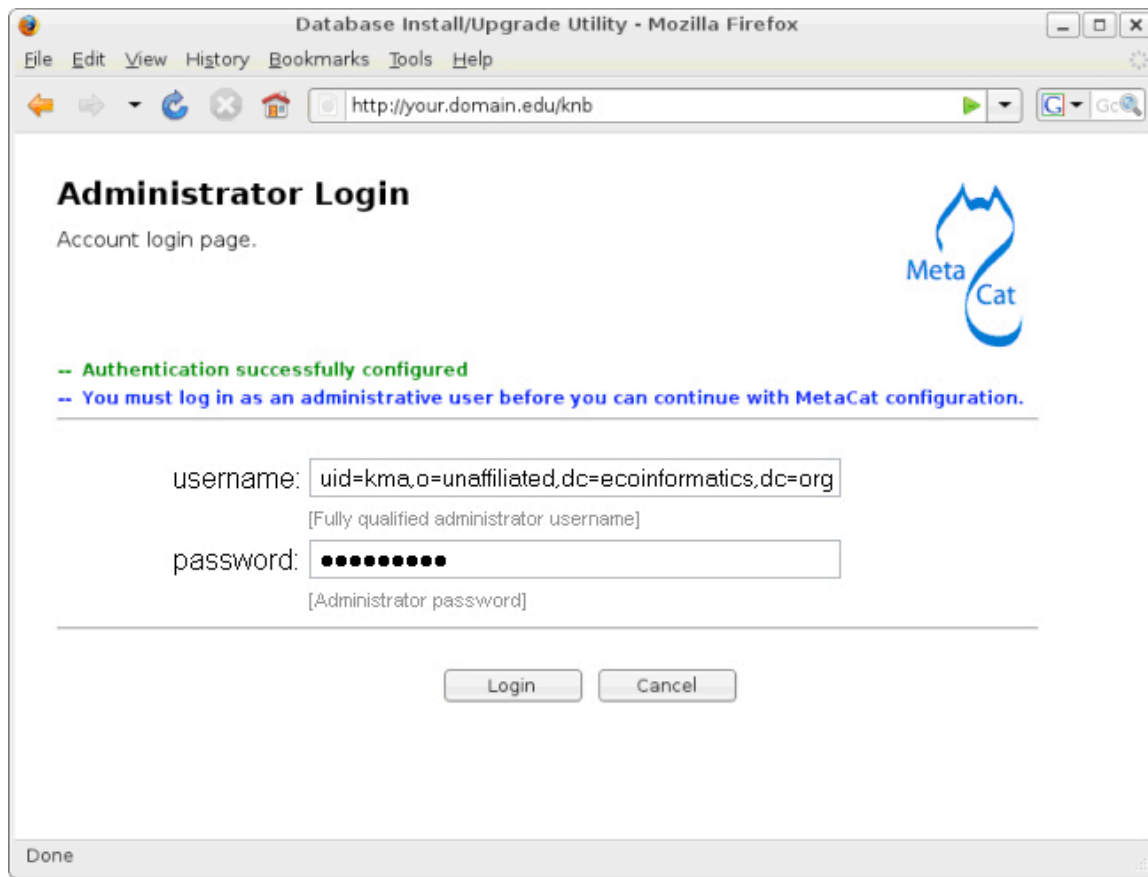 Database Install/Upgrade Utility - Mozilla Firefox
File Edit View History Bookmarks Tools Help
http://your.domain.edu/knb
G Go
Administrator Login
Account login page.
Meta
Cat
-- Authentication successfully configured
-- You must log in as an administrative user before you can continue with MetaCat configuration.
username: uid=kma,o=unaffiliated,dc=ecoinformatics,dc=org
[Fully qualified administrator username]
password: •••••••••
[Administrator password]
Login Cancel
Done